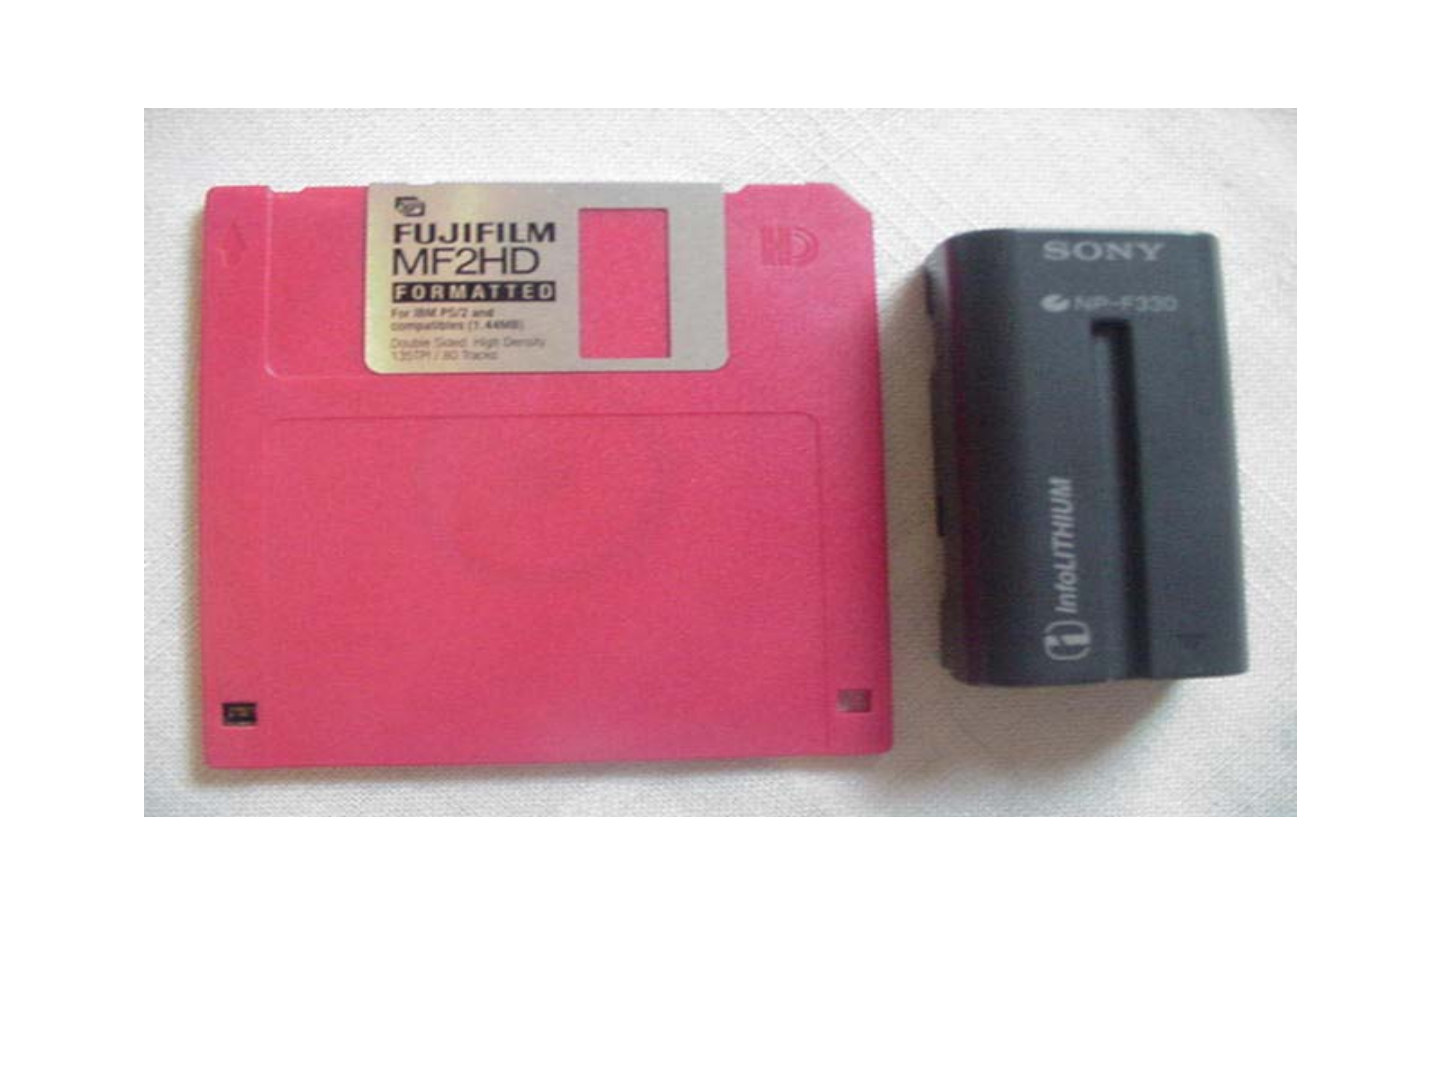 FUJIFILM
MF2HD
FORMATTED
For IBM PS/2 and
compatibles (1.44MB)
Double Sided, High Density
135TPI / 80 Tracks
HD
SONY
NP-F330
InfoLITHIUM